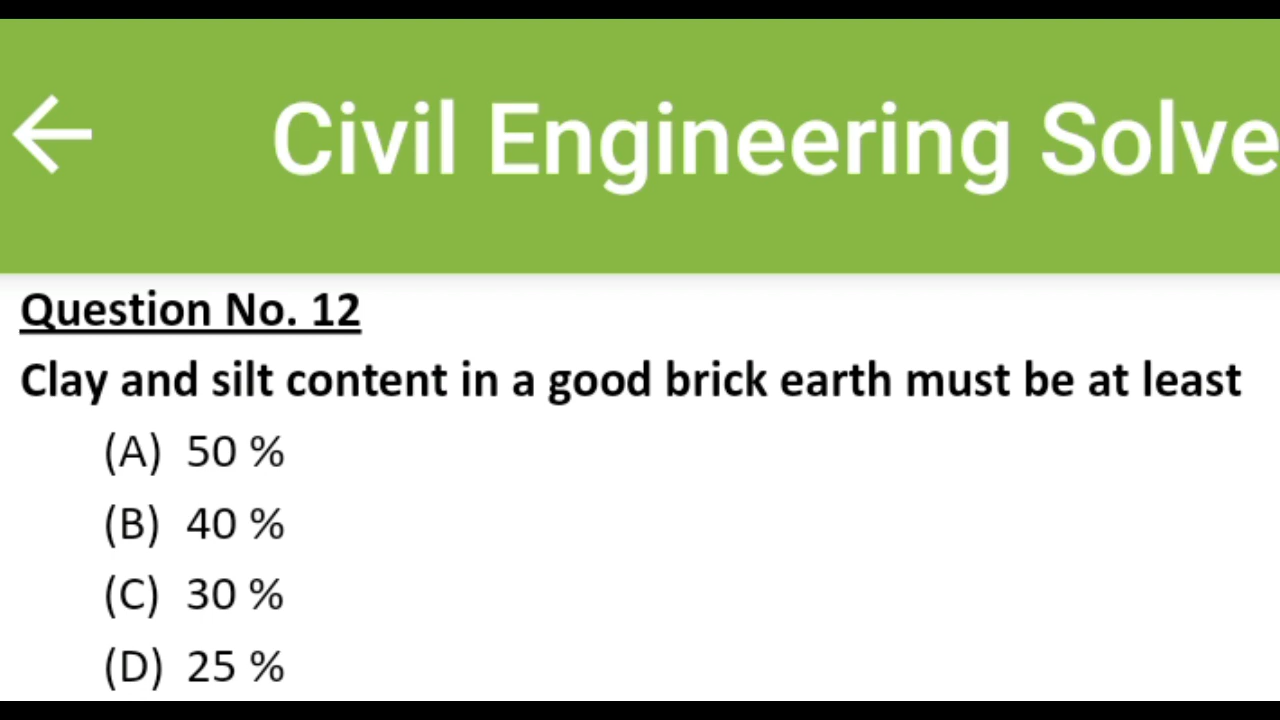 Civil Engineering Solve
Question No. 12
Clay and silt content in a good brick earth must be at least
(A) 50 %
(B) 40 %
(C) 30 %
(D) 25 %